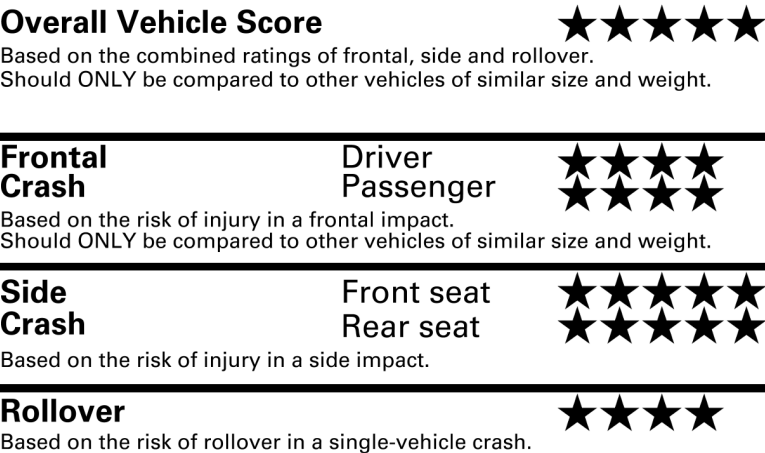 Overall Vehicle Score ★★★★★
Based on the combined ratings of frontal, side and rollover.
Should ONLY be compared to other vehicles of similar size and weight.
Frontal Driver ★★★★
Crash Passenger ★★★★
Based on the risk of injury in a frontal impact.
Should ONLY be compared to other vehicles of similar size and weight.
Side Front seat ★★★★★
Crash Rear seat ★★★★★
Based on the risk of injury in a side impact.
Rollover ★★★★
Based on the risk of rollover in a single-vehicle crash.